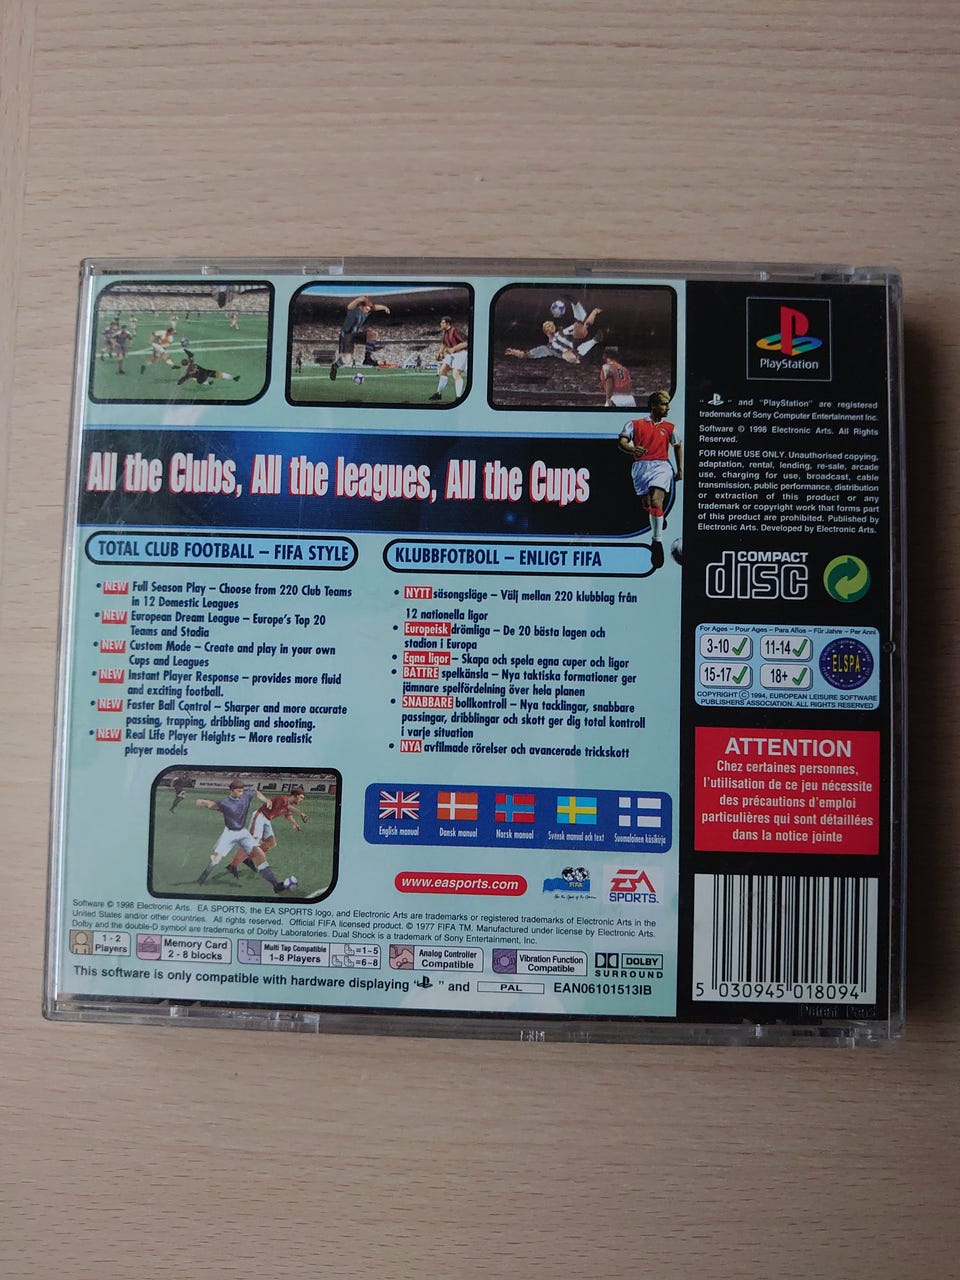 All the Clubs, All the leagues, All the Cups
TOTAL CLUB FOOTBALL – FIFA STYLE
• NEW Full Season Play – Choose from 220 Club Teams
in 12 Domestic Leagues
• NEW European Dream League – Europe's Top 20
Teams and Stadia
• NEW Custom Mode – Create and play in your own
Cups and Leagues
• NEW Instant Player Response – provides more fluid
and exciting football.
• NEW Faster Ball Control – Sharper and more accurate
passing, trapping, dribbling and shooting.
• NEW Real Life Player Heights – More realistic
player models
KLUBBFOTBOLL – ENLIGT FIFA
• NYTT säsongsläge – Välj mellan 220 klubblag från
12 nationella ligor
• Europeisk drömliga – De 20 bästa lagen och
stadion i Europa
• Egna ligor – Skapa och spela egna cuper och ligor
• BÄTTRE spelkänsla – Nya taktiska formationer ger
jämnare spelfördelning över hela planen
• SNABBARE bollkontroll – Nya tacklingar, snabbare
passingar, dribblingar och skott ger dig total kontroll
i varje situation
• NYA avfilmade rörelser och avancerade trickskott
English manual
Dansk manual
Norsk manual
Svensk manual och text
Suomalainen käsikirja
www.easports.com
FIFA
EA
SPORTS.
Software © 1998 Electronic Arts. EA SPORTS, the EA SPORTS logo, and Electronic Arts are trademarks or registered trademarks of Electronic Arts in the
United States and/or other countries. All rights reserved. Official FIFA licensed product. © 1977 FIFA TM. Manufactured under license by Electronic Arts.
Dolby and the double-D symbol are trademarks of Dolby Laboratories. Dual Shock is a trademark of Sony Entertainment, Inc.
1 - 2
Players
Memory Card
2 - 8 blocks
Multi Tap Compatible
1~8 Players
=1~5
=6~8
Analog Controller
Compatible
Vibration Function
Compatible
DOLBY
SURROUND
This software is only compatible with hardware displaying " " and PAL EAN06101513IB
PlayStation
" " and "PlayStation" are registered
trademarks of Sony Computer Entertainment Inc.
Software © 1998 Electronic Arts. All Rights
Reserved.
FOR HOME USE ONLY. Unauthorised copying,
adaptation, rental, lending, re-sale, arcade
use, charging for use, broadcast, cable
transmission, public performance, distribution
or extraction of this product or any
trademark or copyright work that forms part
of this product are prohibited. Published by
Electronic Arts. Developed by Electronic Arts.
COMPACT
disc
For Ages – Pour Ages – Para Años – Für Jahre – Per Anni
3-10 11-14
15-17 18+
ELSPA
COPYRIGHT © 1994, EUROPEAN LEISURE SOFTWARE
PUBLISHERS ASSOCIATION. ALL RIGHTS RESERVED
ATTENTION
Chez certaines personnes,
l'utilisation de ce jeu nécessite
des précautions d'emploi
particulières qui sont détaillées
dans la notice jointe
5 030945 018094
Patent Pend